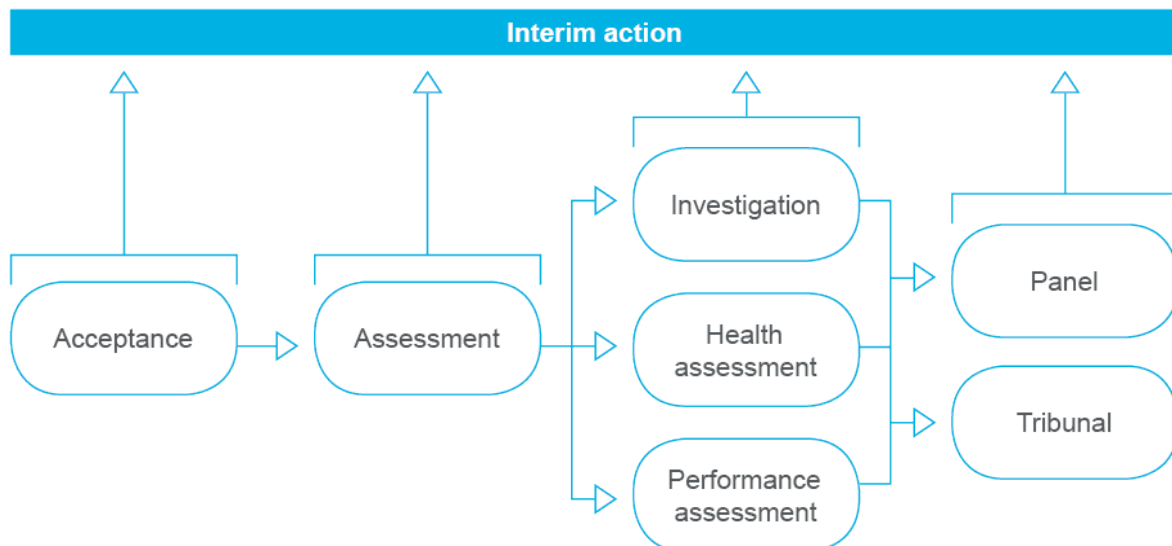 Interim action
Acceptance
Assessment
Investigation
Health
assessment
Performance
assessment
Panel
Tribunal